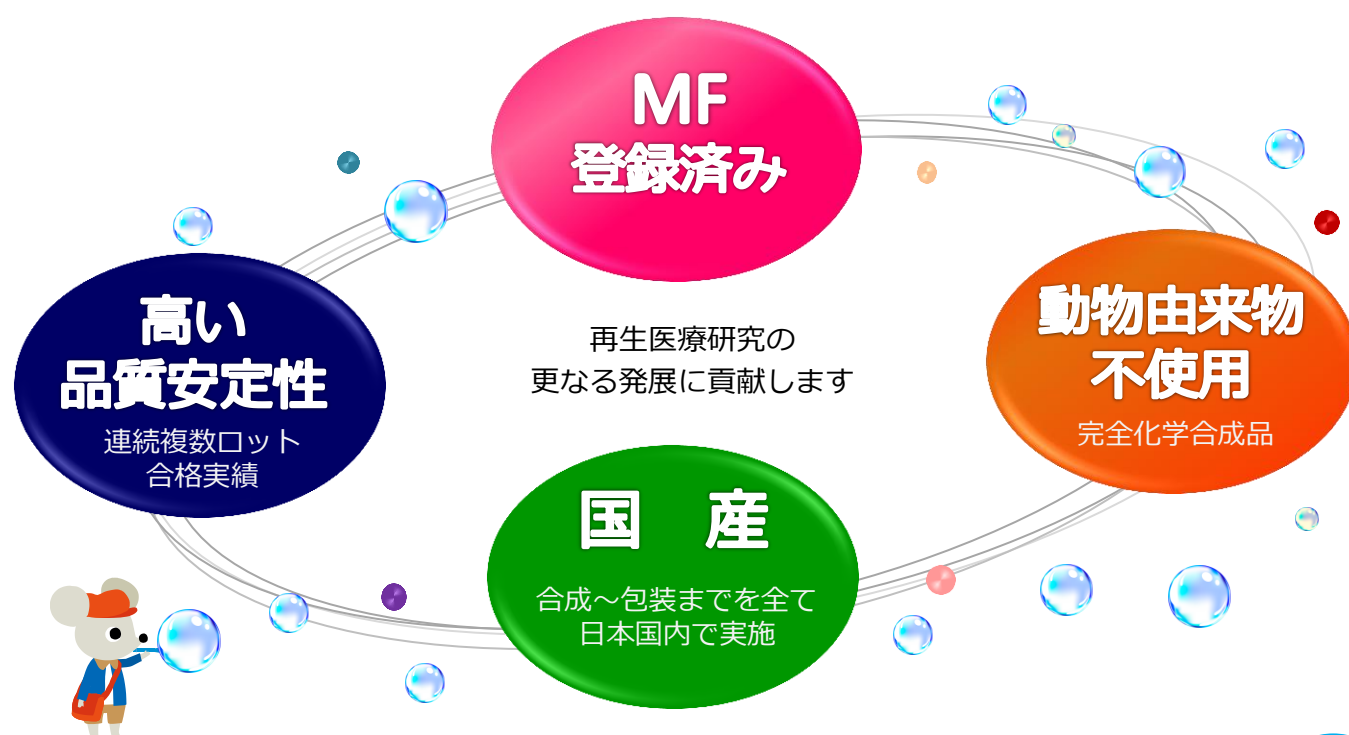 MF
登録済み
高い
品質安定性
連続複数ロット
合格実績
再生医療研究の
更なる発展に貢献します
動物由来物
不使用
完全化学合成品
国　産
合成～包装までを全て
日本国内で実施